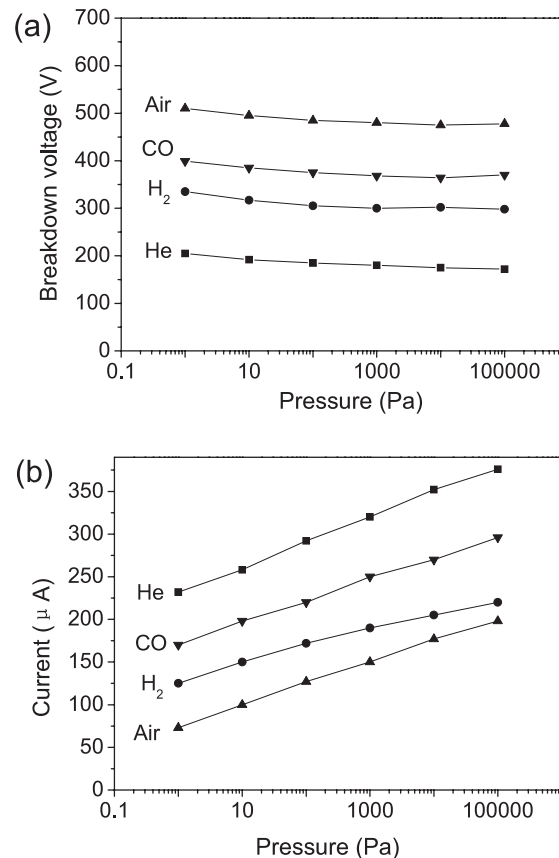 (a)
700
600
500
400
300
200
100
0
Breakdown voltage (V)
Air
CO
H₂
He
0.1 10 1000 100000
Pressure (Pa)
(b)
350
300
250
200
150
100
50
0
Current ( μ A)
He
CO
H₂
Air
0.1 10 1000 100000
Pressure (Pa)